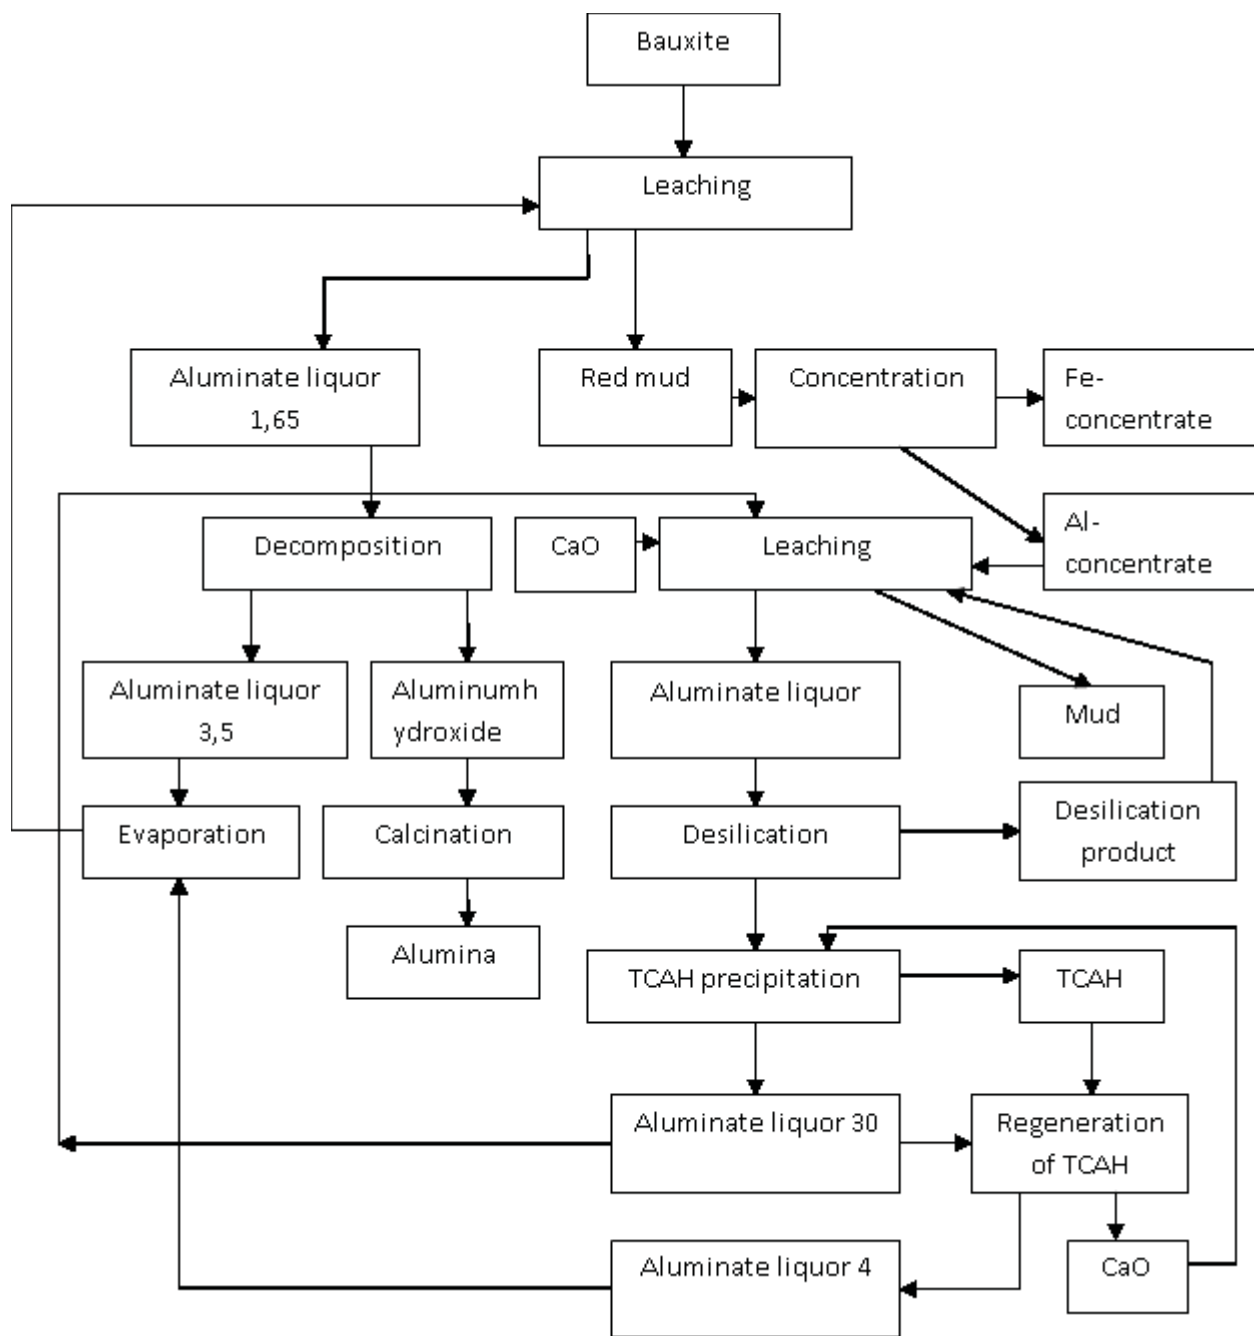 Bauxite
Leaching
Aluminate liquor
1,65
Red mud
Concentration
Fe-
concentrate
Decomposition
CaO
Leaching
Al-
concentrate
Aluminate liquor
3,5
Aluminumh
ydroxide
Aluminate liquor
Mud
Evaporation
Calcination
Desilication
Desilication
product
Alumina
TCAH precipitation
TCAH
Aluminate liquor 30
Regeneration
of TCAH
Aluminate liquor 4
CaO